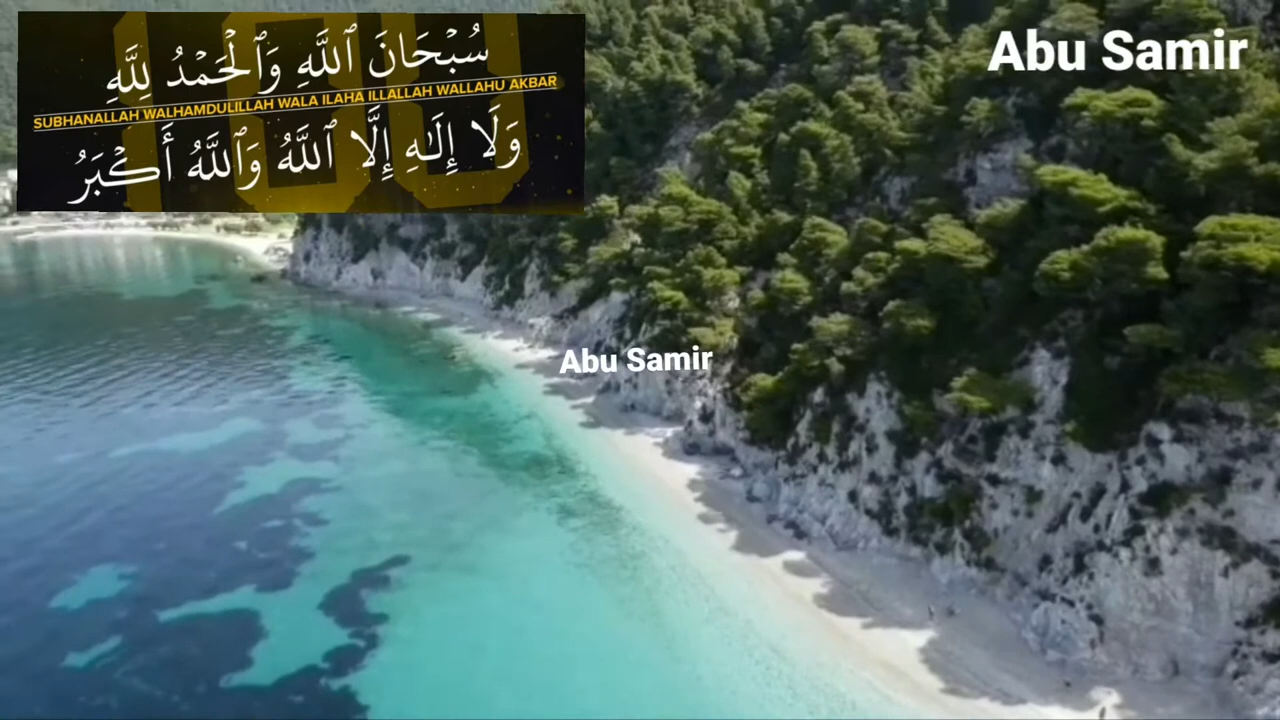 سُبْحَانَ ٱللَّهِ وَٱلْحَمْدُ لِلَّهِ
SUBHANALLAH WALHAMDULILLAH WALA ILAHA ILLALLAH WALLAHU AKBAR
وَلَا إِلَـٰهِ إِلَّا ٱللَّهُ وَٱللَّهُ أَكْبَرُ
Abu Samir
Abu Samir